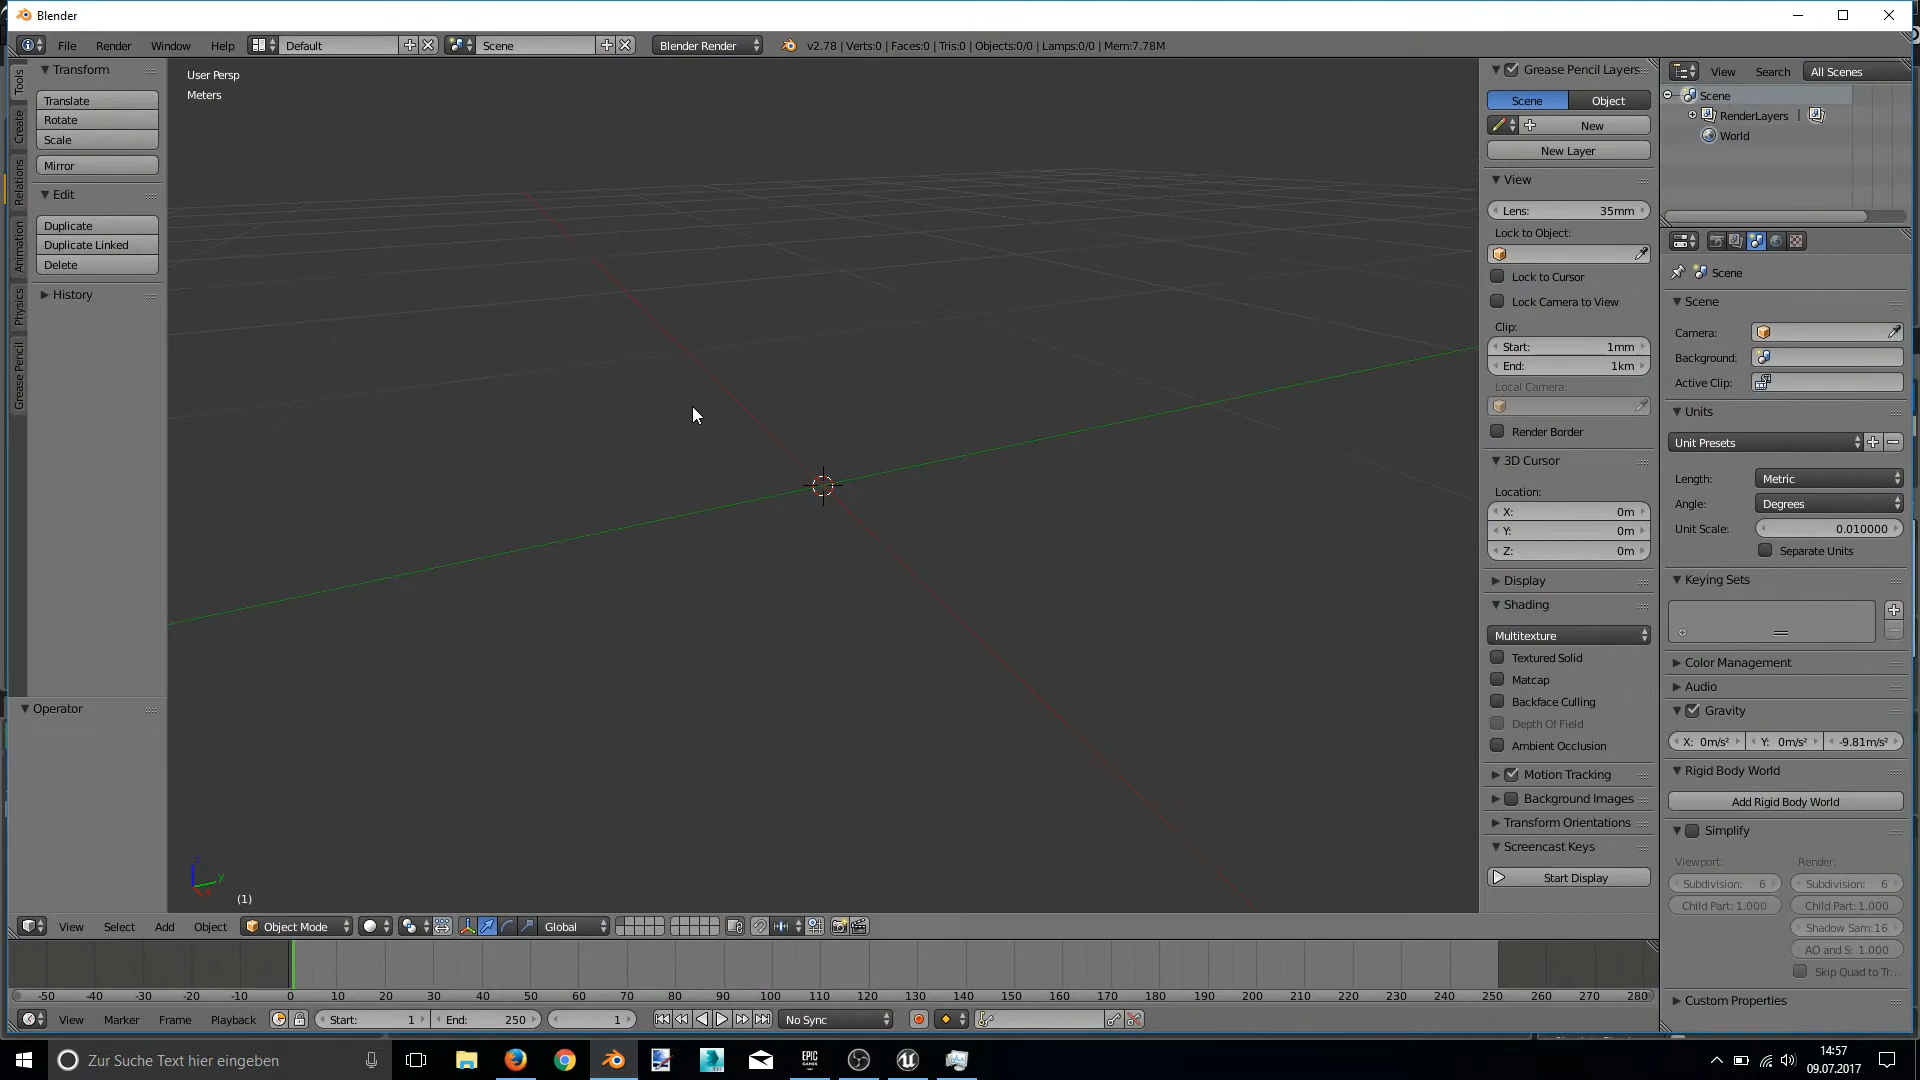 Blender
File Render Window Help Default Scene Blender Render v2.78 | Verts:0 | Faces:0 | Tris:0 | Objects:0/0 | Lamps:0/0 | Mem:7.78M
Tools
Create
Relations
Animation
Physics
Grease Pencil
Transform
Translate
Rotate
Scale
Mirror
Edit
Duplicate
Duplicate Linked
Delete
History
Operator
User Persp
Meters
z
y
(1)
Grease Pencil Layers
Scene Object
New
New Layer
View
Lens: 35mm
Lock to Object:
Lock to Cursor
Lock Camera to View
Clip:
Start: 1mm
End: 1km
Local Camera:
Render Border
3D Cursor
Location:
X: 0m
Y: 0m
Z: 0m
Display
Shading
Multitexture
Textured Solid
Matcap
Backface Culling
Depth Of Field
Ambient Occlusion
Motion Tracking
Background Images
Transform Orientations
Screencast Keys
Start Display
View Search All Scenes
Scene
RenderLayers |
World
Scene
Scene
Camera:
Background:
Active Clip:
Units
Unit Presets
Length: Metric
Angle: Degrees
Unit Scale: 0.010000
Separate Units
Keying Sets
Color Management
Audio
Gravity
X: 0m/s² Y: 0m/s² -9.81m/s²
Rigid Body World
Add Rigid Body World
Simplify
Viewport: Render:
Subdivision: 6 Subdivision: 6
Child Part: 1.000 Child Part: 1.000
Shadow Sam:16
AO and S: 1.000
Skip Quad to Tr...
Custom Properties
View Select Add Object Object Mode Global
-50 -40 -30 -20 -10 0 10 20 30 40 50 60 70 80 90 100 110 120 130 140 150 160 170 180 190 200 210 220 230 240 250 260 270 280
View Marker Frame Playback Start: 1 End: 250 1 No Sync
Zur Suche Text hier eingeben
EPIC
GAMES
14:57
09.07.2017